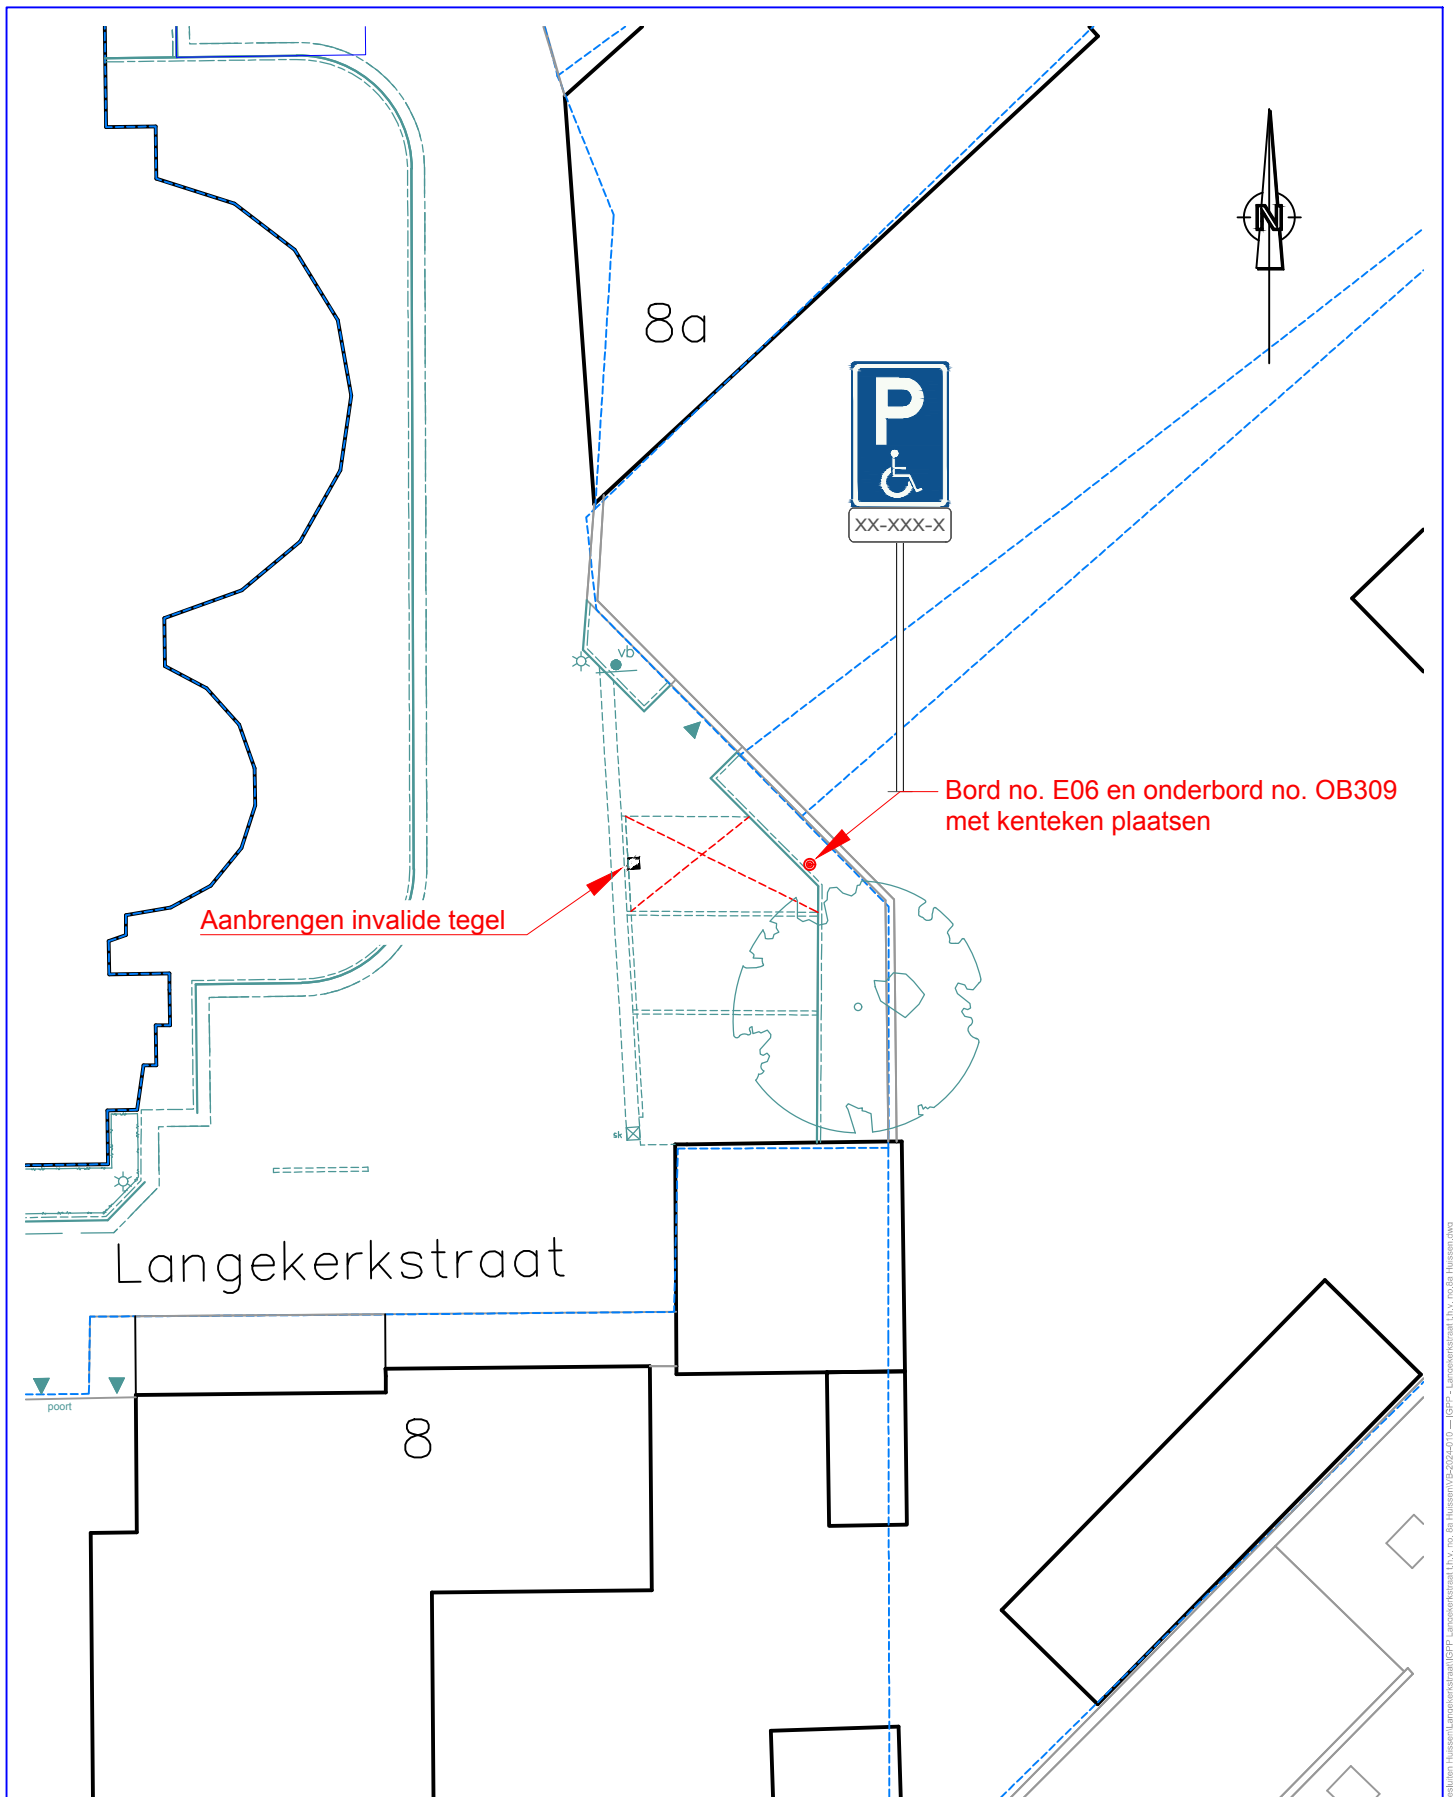 8a
N
P
XX-XXX-X
vb
Bord no. E06 en onderbord no. OB309
met kenteken plaatsen
Aanbrengen invalide tegel
sk
Langekerkstraat
poort
8